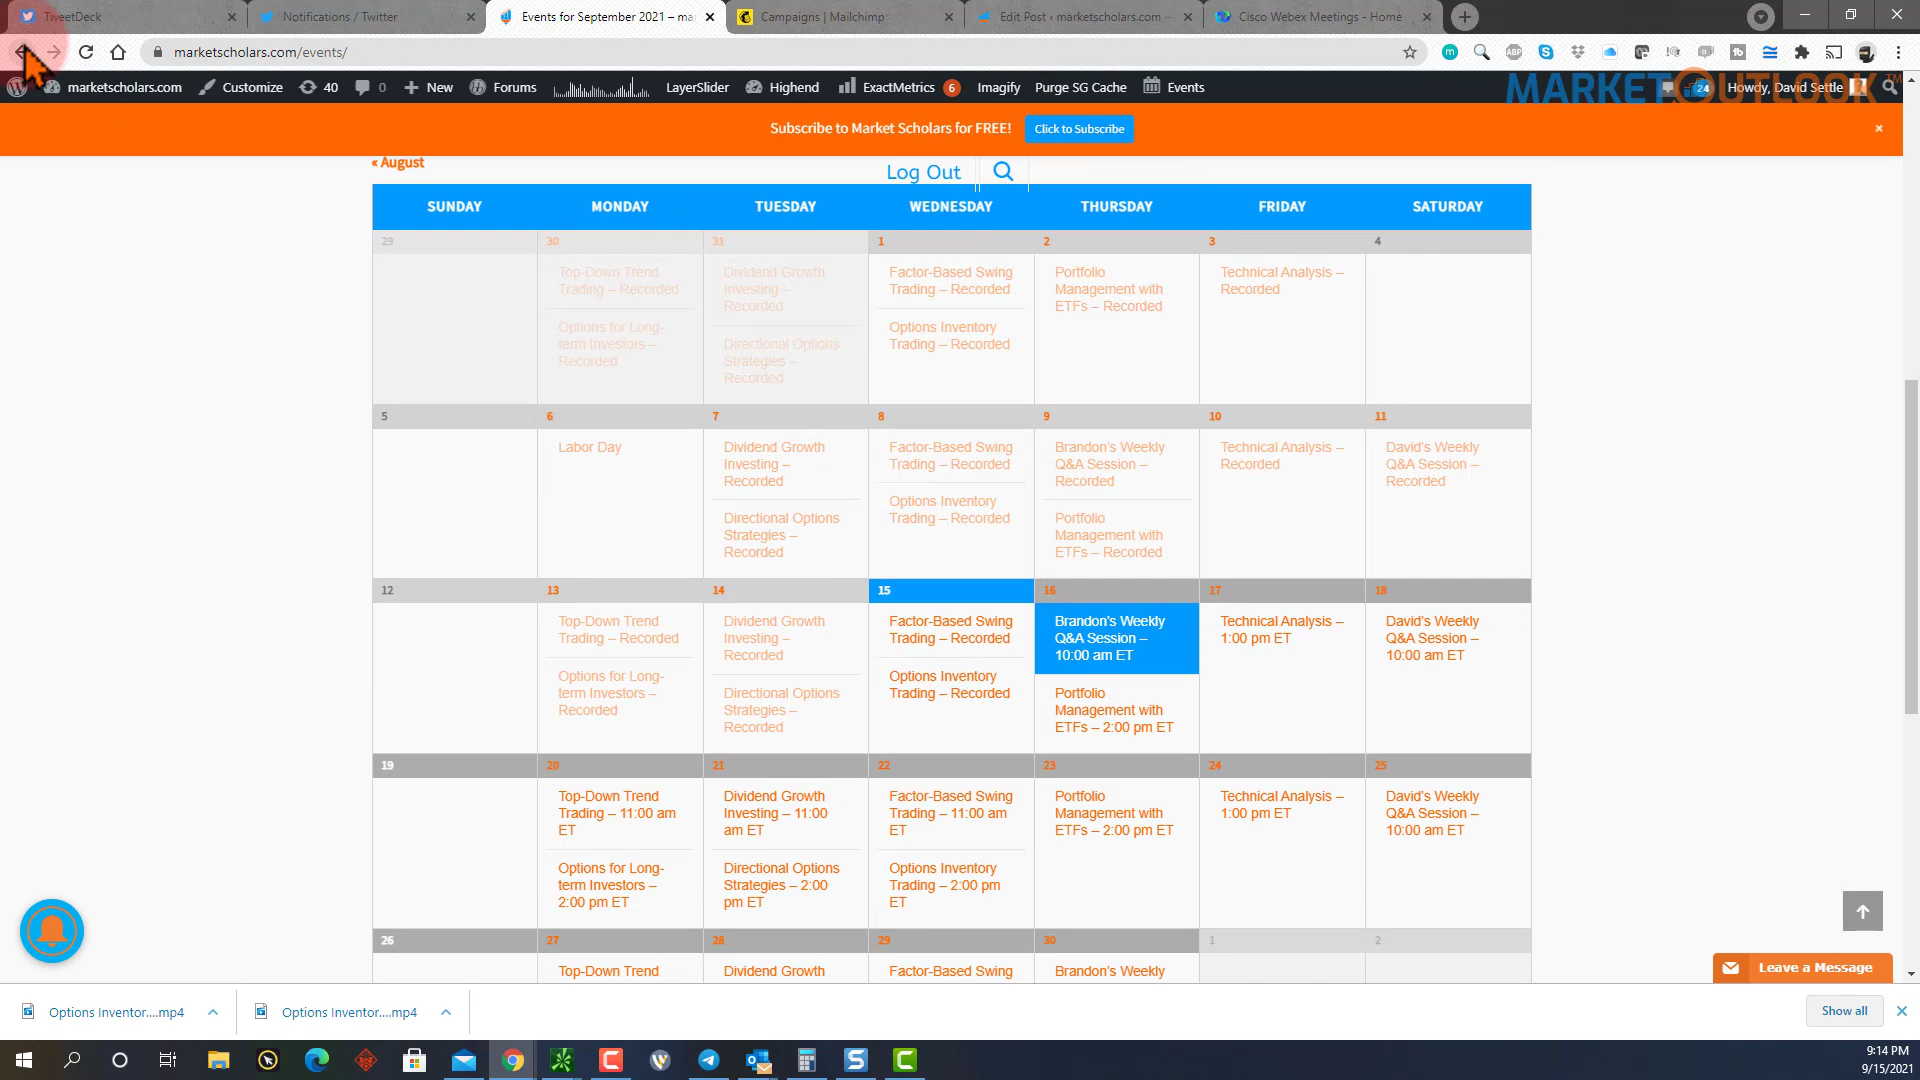 TweetDeck
Notifications / Twitter
Events for September 2021 – ma
Campaigns | Mailchimp
Edit Post ‹ marketscholars.com —
Cisco Webex Meetings - Home
marketscholars.com/events/
marketscholars.com
Customize
40
0
New
Forums
LayerSlider
Highend
ExactMetrics
6
Imagify
Purge SG Cache
Events
MARKETOUTLOOK
TM
24
Howdy, David Settle
Subscribe to Market Scholars for FREE!
Click to Subscribe
×
« August
Log Out
SUNDAY MONDAY TUESDAY WEDNESDAY THURSDAY FRIDAY SATURDAY
29
30
Top-Down Trend
Trading – Recorded
Options for Long-
term Investors –
Recorded
31
Dividend Growth
Investing –
Recorded
Directional Options
Strategies –
Recorded
1
Factor-Based Swing
Trading – Recorded
Options Inventory
Trading – Recorded
2
Portfolio
Management with
ETFs – Recorded
3
Technical Analysis –
Recorded
4
5
6
Labor Day
7
Dividend Growth
Investing –
Recorded
Directional Options
Strategies –
Recorded
8
Factor-Based Swing
Trading – Recorded
Options Inventory
Trading – Recorded
9
Brandon's Weekly
Q&A Session –
Recorded
Portfolio
Management with
ETFs – Recorded
10
Technical Analysis –
Recorded
11
David's Weekly
Q&A Session –
Recorded
12
13
Top-Down Trend
Trading – Recorded
Options for Long-
term Investors –
Recorded
14
Dividend Growth
Investing –
Recorded
Directional Options
Strategies –
Recorded
15
Factor-Based Swing
Trading – Recorded
Options Inventory
Trading – Recorded
16
Brandon's Weekly
Q&A Session –
10:00 am ET
Portfolio
Management with
ETFs – 2:00 pm ET
17
Technical Analysis –
1:00 pm ET
18
David's Weekly
Q&A Session –
10:00 am ET
19
20
Top-Down Trend
Trading – 11:00 am
ET
Options for Long-
term Investors –
2:00 pm ET
21
Dividend Growth
Investing – 11:00
am ET
Directional Options
Strategies – 2:00
pm ET
22
Factor-Based Swing
Trading – 11:00 am
ET
Options Inventory
Trading – 2:00 pm
ET
23
Portfolio
Management with
ETFs – 2:00 pm ET
24
Technical Analysis –
1:00 pm ET
25
David's Weekly
Q&A Session –
10:00 am ET
26
27
Top-Down Trend
28
Dividend Growth
29
Factor-Based Swing
30
Brandon's Weekly
1
2
Leave a Message
Options Inventor....mp4
Options Inventor....mp4
Show all
9:14 PM
9/15/2021